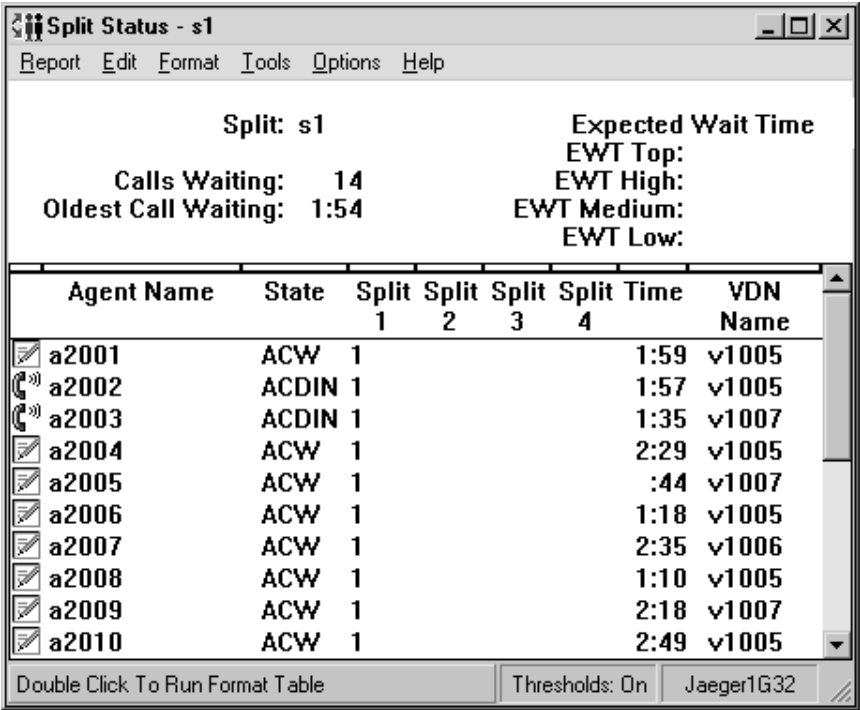 Split Status - s1
Report Edit Format Tools Options Help
Split: s1 Expected Wait Time
EWT Top:
Calls Waiting: 14 EWT High:
Oldest Call Waiting: 1:54 EWT Medium:
EWT Low:
Agent Name State Split Split Split Split Time VDN
1 2 3 4 Name
a2001 ACW 1 1:59 v1005
a2002 ACDIN 1 1:57 v1005
a2003 ACDIN 1 1:35 v1007
a2004 ACW 1 2:29 v1005
a2005 ACW 1 :44 v1007
a2006 ACW 1 1:18 v1005
a2007 ACW 1 2:35 v1006
a2008 ACW 1 1:10 v1005
a2009 ACW 1 2:18 v1007
a2010 ACW 1 2:49 v1005
Double Click To Run Format Table Thresholds: On Jaeger1G32